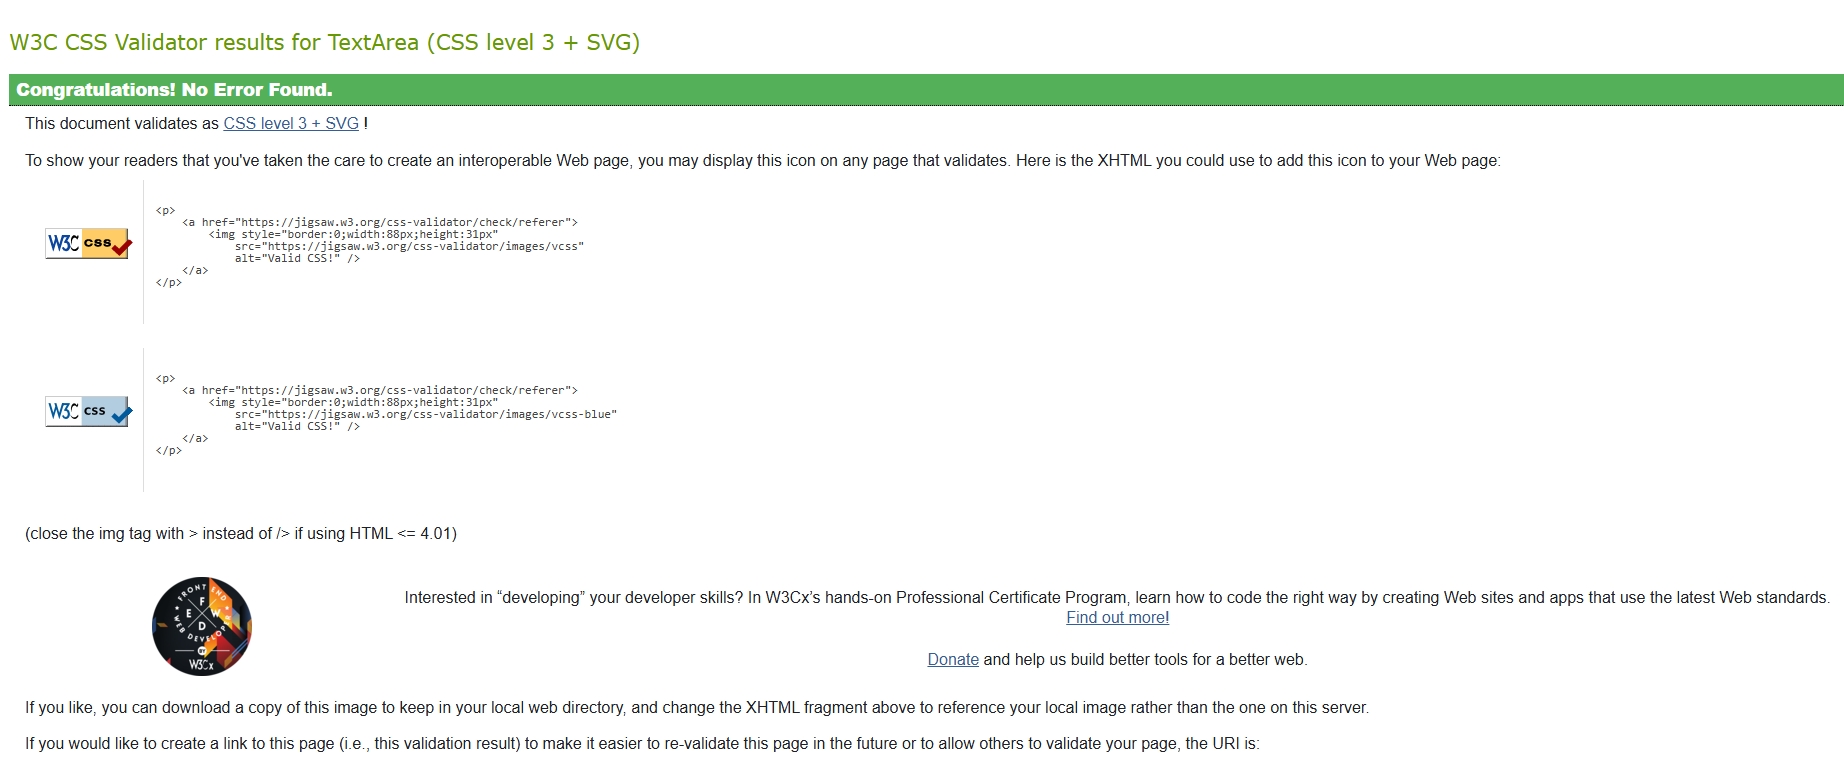 W3C CSS Validator results for TextArea (CSS level 3 + SVG)
Congratulations! No Error Found.
This document validates as CSS level 3 + SVG !
To show your readers that you've taken the care to create an interoperable Web page, you may display this icon on any page that validates. Here is the XHTML you could use to add this icon to your Web page:
W3C css
<p>
    <a href="https://jigsaw.w3.org/css-validator/check/referer">
        <img style="border:0;width:88px;height:31px"
            src="https://jigsaw.w3.org/css-validator/images/vcss"
            alt="Valid CSS!" />
    </a>
</p>
W3C css
<p>
    <a href="https://jigsaw.w3.org/css-validator/check/referer">
        <img style="border:0;width:88px;height:31px"
            src="https://jigsaw.w3.org/css-validator/images/vcss-blue"
            alt="Valid CSS!" />
    </a>
</p>
(close the img tag with > instead of /> if using HTML <= 4.01)
FRONT END
F
E W
D
WEB DEVELOPER
BY
W3Cx
Interested in “developing” your developer skills? In W3Cx’s hands-on Professional Certificate Program, learn how to code the right way by creating Web sites and apps that use the latest Web standards.
Find out more!
Donate and help us build better tools for a better web.
If you like, you can download a copy of this image to keep in your local web directory, and change the XHTML fragment above to reference your local image rather than the one on this server.
If you would like to create a link to this page (i.e., this validation result) to make it easier to re-validate this page in the future or to allow others to validate your page, the URI is: